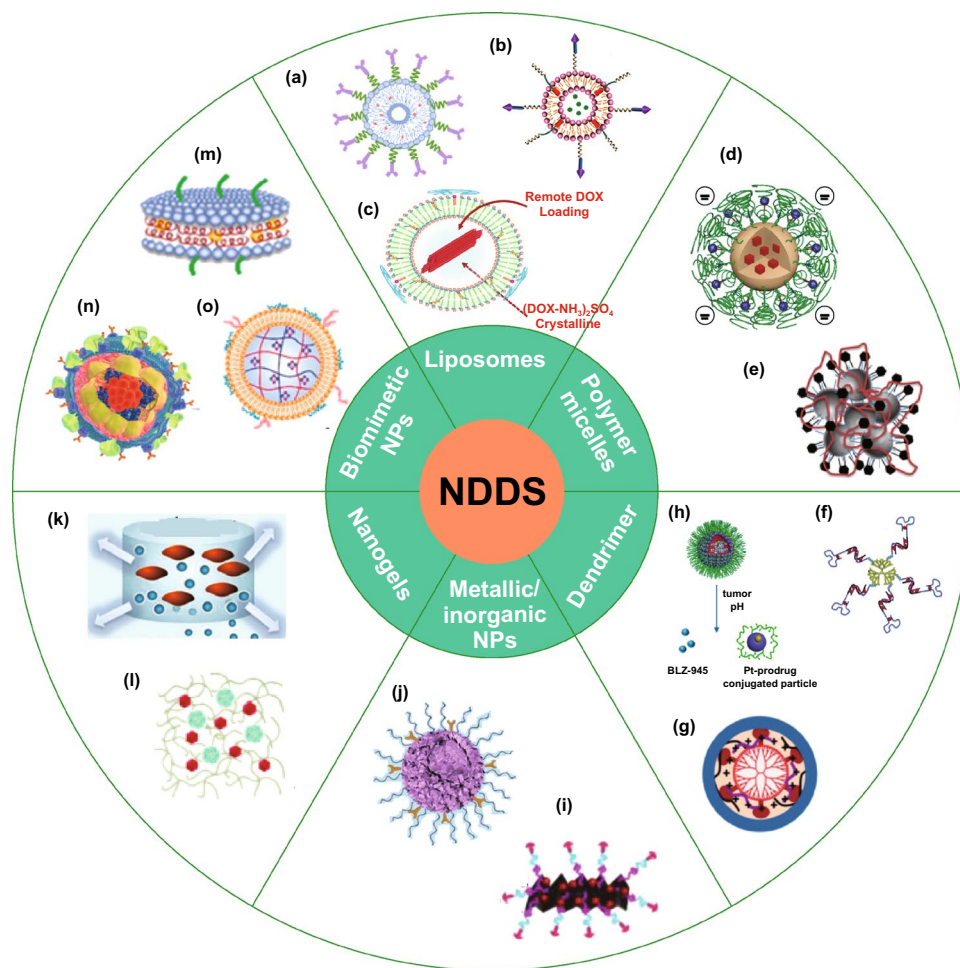 (a)
(b)
(m)
(d)
(c)
Remote DOX
Loading
(DOX-NH₃)₂SO₄
Crystalline
(n)
(o)
(e)
Liposomes
Polymer
micelles
Biomimetic
NPs
NDDS
Nanogels
Metallic/
inorganic
NPs
Dendrimer
(k)
(h)
(f)
tumor
pH
BLZ-945
Pt-prodrug
conjugated particle
(l)
(j)
(g)
(i)